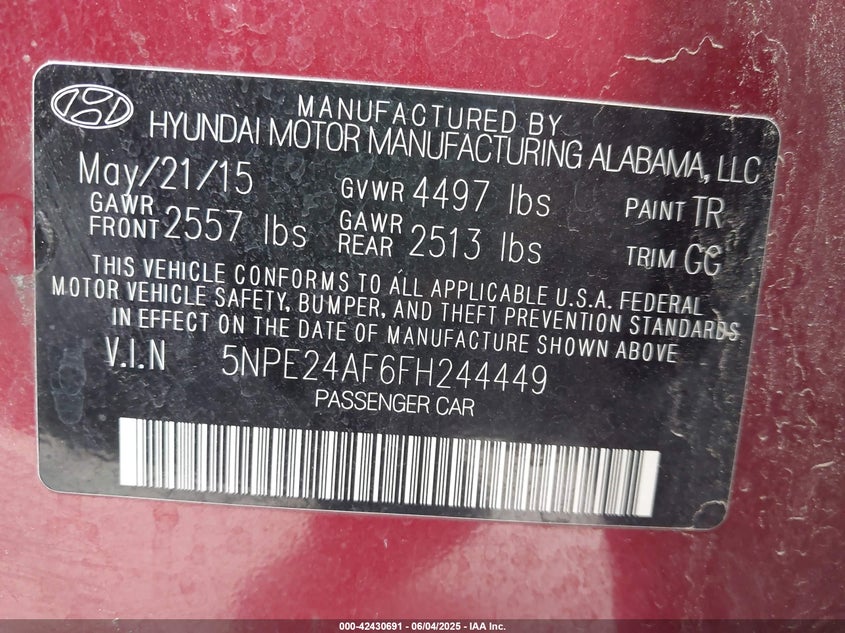 MANUFACTURED BY
HYUNDAI MOTOR MANUFACTURING ALABAMA, LLC
May/21/15 GVWR 4497 lbs PAINT TR
GAWR FRONT 2557 lbs GAWR REAR 2513 lbs TRIM GG
THIS VEHICLE CONFORMS TO ALL APPLICABLE U.S.A. FEDERAL
MOTOR VEHICLE SAFETY, BUMPER, AND THEFT PREVENTION STANDARDS
IN EFFECT ON THE DATE OF MANUFACTURE SHOWN ABOVE
V.I.N 5NPE24AF6FH244449
PASSENGER CAR
000-42430691 - 06/04/2025 - IAA Inc.